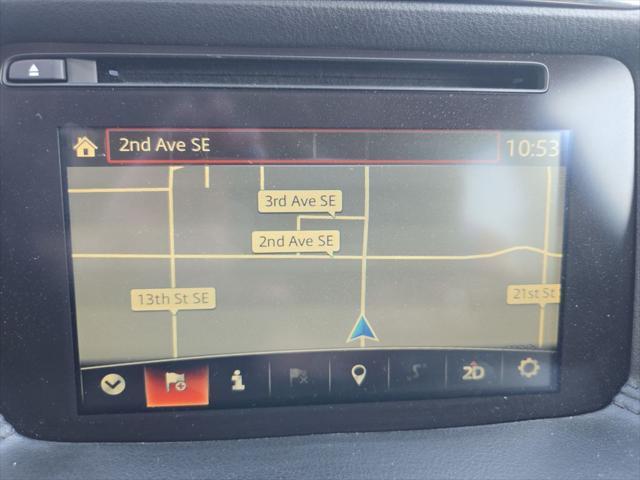 2nd Ave SE
10:53
3rd Ave SE
2nd Ave SE
13th St SE
21st St
2D